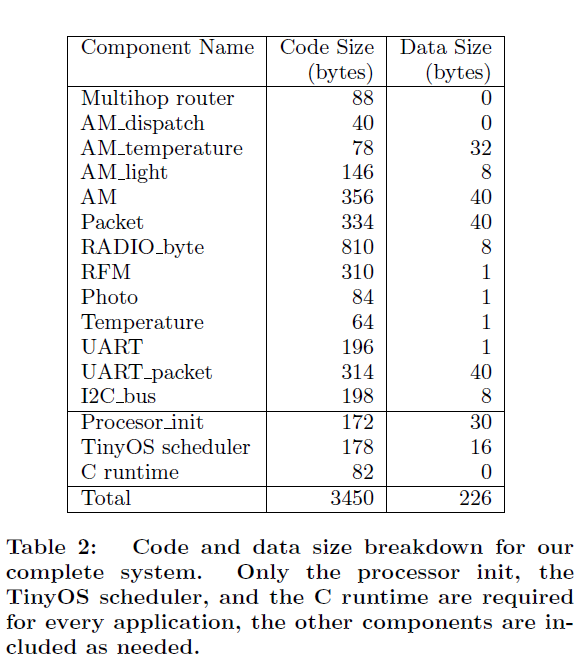 Component Name Code Size Data Size
(bytes) (bytes)
Multihop router 88 0
AM_dispatch 40 0
AM_temperature 78 32
AM_light 146 8
AM 356 40
Packet 334 40
RADIO_byte 810 8
RFM 310 1
Photo 84 1
Temperature 64 1
UART 196 1
UART_packet 314 40
I2C_bus 198 8
Procesor_init 172 30
TinyOS scheduler 178 16
C runtime 82 0
Total 3450 226
Table 2: Code and data size breakdown for our
complete system. Only the processor init, the
TinyOS scheduler, and the C runtime are required
for every application, the other components are in-
cluded as needed.